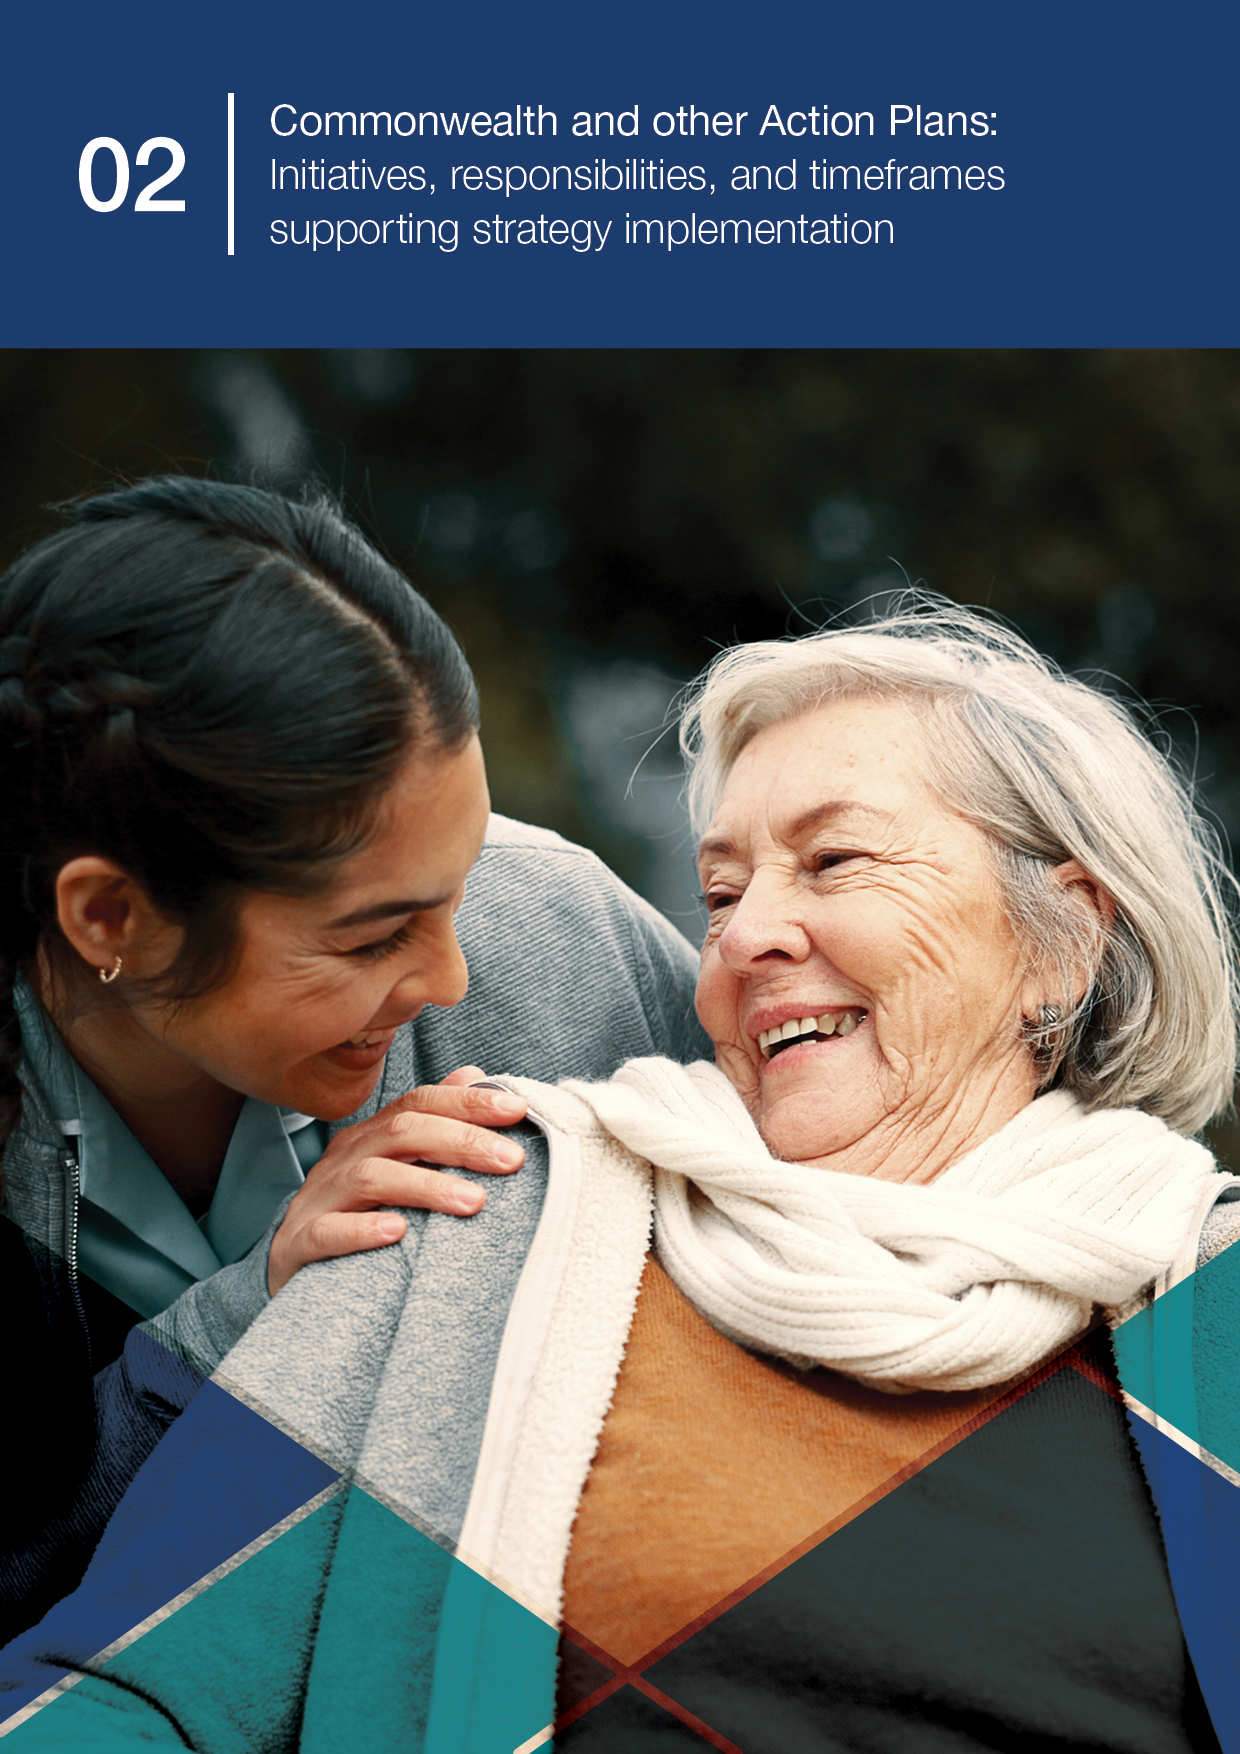 02
Commonwealth and other Action Plans:
Initiatives, responsibilities, and timeframes
supporting strategy implementation